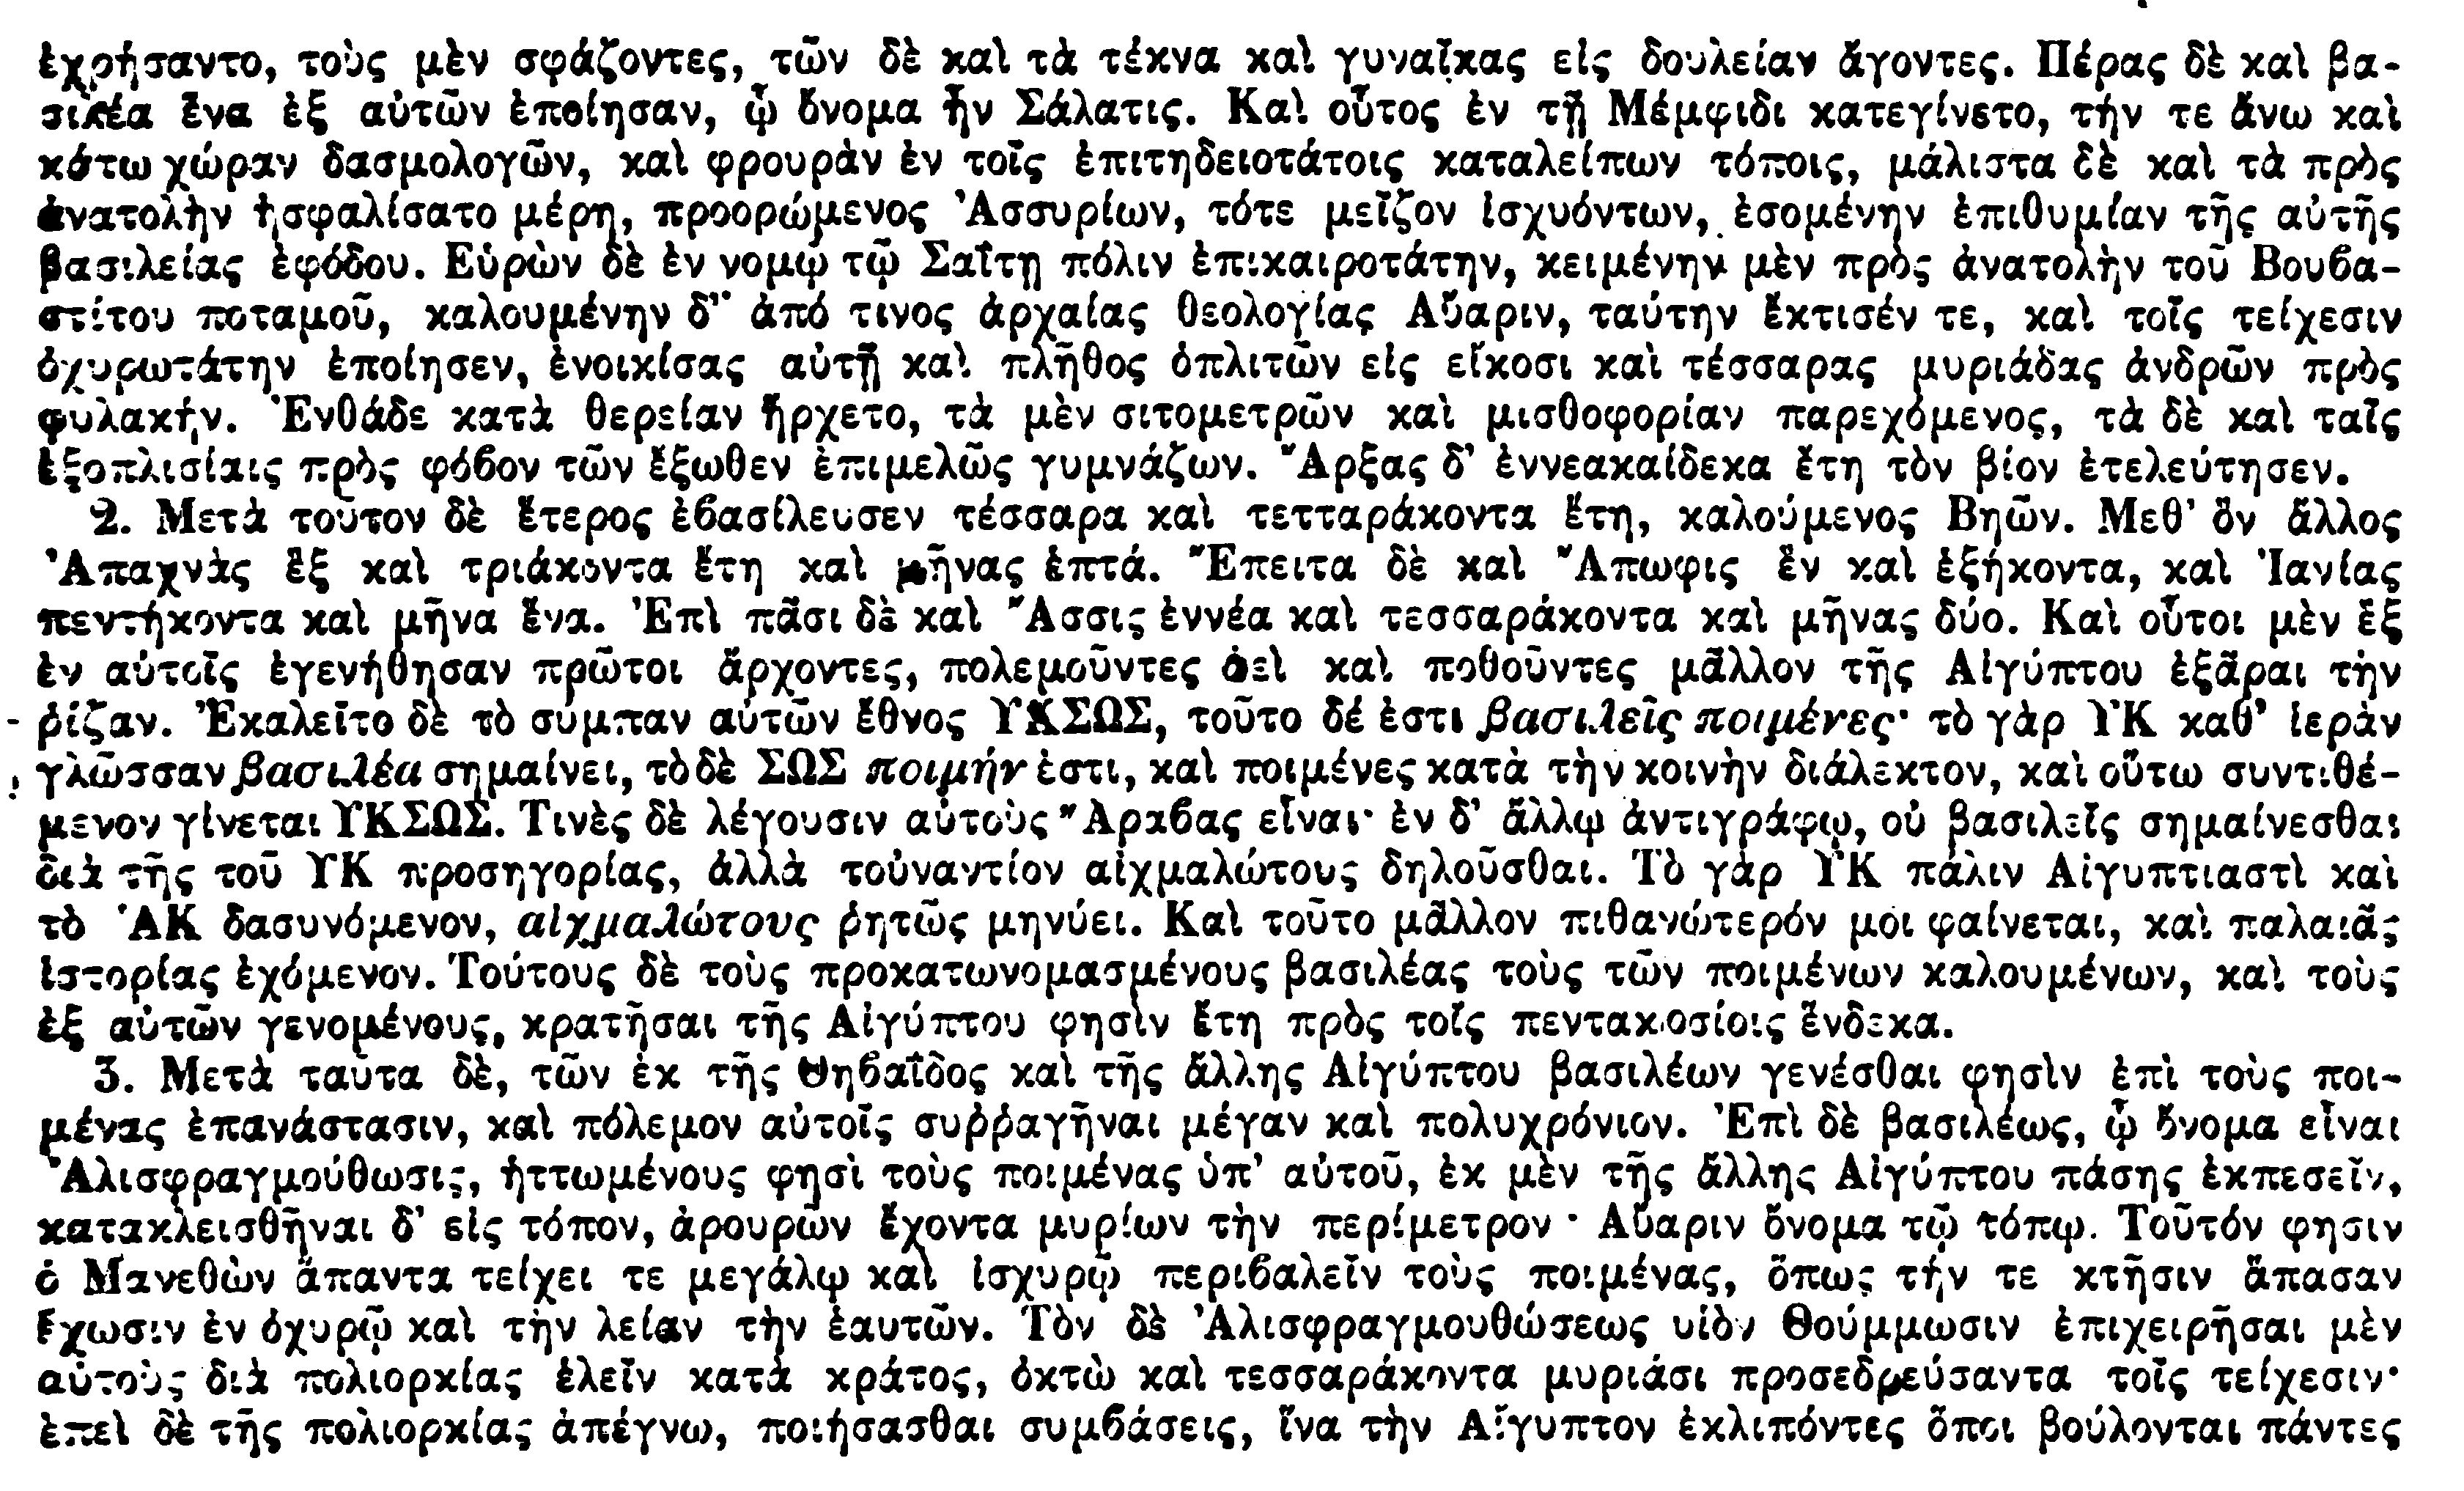 ἐχρήσαντο, τοὺς μὲν σφάζοντες, τῶν δὲ καὶ τὰ τέκνα καὶ γυναῖκας εἰς δουλείαν ἄγοντες. Πέρας δὲ καὶ βα-
σιλέα ἕνα ἐξ αὐτῶν ἐποίησαν, ᾧ ὄνομα ἦν Σάλατις. Καὶ οὗτος ἐν τῇ Μέμφιδι κατεγίνετο, τήν τε ἄνω καὶ
κάτω χώραν δασμολογῶν, καὶ φρουρὰν ἐν τοῖς ἐπιτηδειοτάτοις καταλείπων τόποις, μάλιστα δὲ καὶ τὰ πρὸς
ἀνατολὴν ἠσφαλίσατο μέρη, προορώμενος Ἀσσυρίων, τότε μεῖζον ἰσχυόντων, ἐσομένην ἐπιθυμίαν τῆς αὐτῆς
βασιλείας ἐφόδου. Εὑρὼν δὲ ἐν νομῷ τῷ Σαΐτῃ πόλιν ἐπικαιροτάτην, κειμένην μὲν πρὸς ἀνατολὴν τοῦ Βουϐα-
στίτου ποταμοῦ, καλουμένην δ' ἀπό τινος ἀρχαίας θεολογίας Αὔαριν, ταύτην ἔκτισέν τε, καὶ τοῖς τείχεσιν
ὀχυρωτάτην ἐποίησεν, ἐνοικίσας αὐτῇ καὶ πλῆθος ὁπλιτῶν εἰς εἴκοσι καὶ τέσσαρας μυριάδας ἀνδρῶν πρὸς
φυλακήν. Ἐνθάδε κατὰ θερείαν ἤρχετο, τὰ μὲν σιτομετρῶν καὶ μισθοφορίαν παρεχόμενος, τὰ δὲ καὶ ταῖς
ἐξοπλισίαις πρὸς φόϐον τῶν ἔξωθεν ἐπιμελῶς γυμνάζων. Ἄρξας δ' ἐννεακαίδεκα ἔτη τὸν βίον ἐτελεύτησεν.
2. Μετὰ τοῦτον δὲ ἕτερος ἐϐασίλευσεν τέσσαρα καὶ τετταράκοντα ἔτη, καλούμενος Βηῶν. Μεθ' ὃν ἄλλος
Ἀπαχνὰς ἓξ καὶ τριάκοντα ἔτη καὶ μῆνας ἑπτά. Ἔπειτα δὲ καὶ Ἄπωφις ἓν καὶ ἑξήκοντα, καὶ Ἰανίας
πεντήκοντα καὶ μῆνα ἕνα. Ἐπὶ πᾶσι δὲ καὶ Ἄσσις ἐννέα καὶ τεσσαράκοντα καὶ μῆνας δύο. Καὶ οὗτοι μὲν ἓξ
ἐν αὐτοῖς ἐγενήθησαν πρῶτοι ἄρχοντες, πολεμοῦντες ἀεὶ καὶ ποθοῦντες μᾶλλον τῆς Αἰγύπτου ἐξᾶραι τὴν
ῥίζαν. Ἐκαλεῖτο δὲ τὸ σύμπαν αὐτῶν ἔθνος ΥΚΣΩΣ, τοῦτο δέ ἐστι βασιλεῖς ποιμένες· τὸ γὰρ ΥΚ καθ' ἱερὰν
γλῶσσαν βασιλέα σημαίνει, τὸ δὲ ΣΩΣ ποιμήν ἐστι, καὶ ποιμένες κατὰ τὴν κοινὴν διάλεκτον, καὶ οὕτω συντιθέ-
μενον γίνεται ΥΚΣΩΣ. Τινὲς δὲ λέγουσιν αὐτοὺς Ἄραϐας εἶναι· ἐν δ' ἄλλῳ ἀντιγράφῳ, οὐ βασιλεῖς σημαίνεσθαι
διὰ τῆς τοῦ ΥΚ προσηγορίας, ἀλλὰ τοὐναντίον αἰχμαλώτους δηλοῦσθαι. Τὸ γὰρ ΥΚ πάλιν Αἰγυπτιαστὶ καὶ
τὸ ἉΚ δασυνόμενον, αἰχμαλώτους ῥητῶς μηνύει. Καὶ τοῦτο μᾶλλον πιθανώτερόν μοι φαίνεται, καὶ παλαιᾶς
ἱστορίας ἐχόμενον. Τούτους δὲ τοὺς προκατωνομασμένους βασιλέας τοὺς τῶν ποιμένων καλουμένων, καὶ τοὺς
ἐξ αὐτῶν γενομένους, κρατῆσαι τῆς Αἰγύπτου φησὶν ἔτη πρὸς τοῖς πεντακοσίοις ἕνδεκα.
3. Μετὰ ταῦτα δὲ, τῶν ἐκ τῆς Θηϐαΐδος καὶ τῆς ἄλλης Αἰγύπτου βασιλέων γενέσθαι φησὶν ἐπὶ τοὺς ποι-
μένας ἐπανάστασιν, καὶ πόλεμον αὐτοῖς συῤῥαγῆναι μέγαν καὶ πολυχρόνιον. Ἐπὶ δὲ βασιλέως, ᾧ ὄνομα εἶναι
Ἀλισφραγμούθωσις, ἡττωμένους φησὶ τοὺς ποιμένας ὑπ' αὐτοῦ, ἐκ μὲν τῆς ἄλλης Αἰγύπτου πάσης ἐκπεσεῖν,
κατακλεισθῆναι δ' εἰς τόπον, ἀρουρῶν ἔχοντα μυρίων τὴν περίμετρον· Αὔαριν ὄνομα τῷ τόπῳ. Τοῦτόν φησιν
ὁ Μανεθὼν ἅπαντα τείχει τε μεγάλῳ καὶ ἰσχυρῷ περιϐαλεῖν τοὺς ποιμένας, ὅπως τήν τε κτῆσιν ἅπασαν
ἔχωσιν ἐν ὀχυρῷ καὶ τὴν λείαν τὴν ἑαυτῶν. Τὸν δὲ Ἀλισφραγμουθώσεως υἱὸν Θούμμωσιν ἐπιχειρῆσαι μὲν
αὐτοὺς διὰ πολιορκίας ἑλεῖν κατὰ κράτος, ὀκτὼ καὶ τεσσαράκοντα μυριάσι προσεδρεύσαντα τοῖς τείχεσιν·
ἐπεὶ δὲ τῆς πολιορκίας ἀπέγνω, ποιήσασθαι συμϐάσεις, ἵνα τὴν Αἴγυπτον ἐκλιπόντες ὅποι βούλονται πάντες